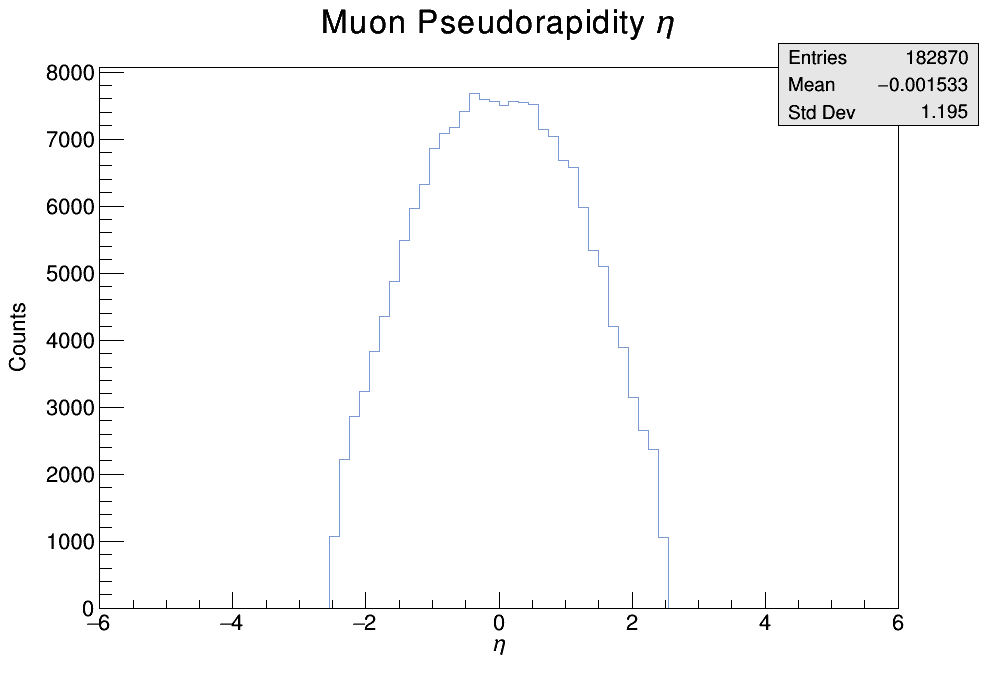 Muon Pseudorapidity η
Entries 182870
Mean −0.001533
Std Dev 1.195
8000
7000
6000
5000
4000
3000
2000
1000
0
Counts
−6 −4 −2 0 2 4 6
η